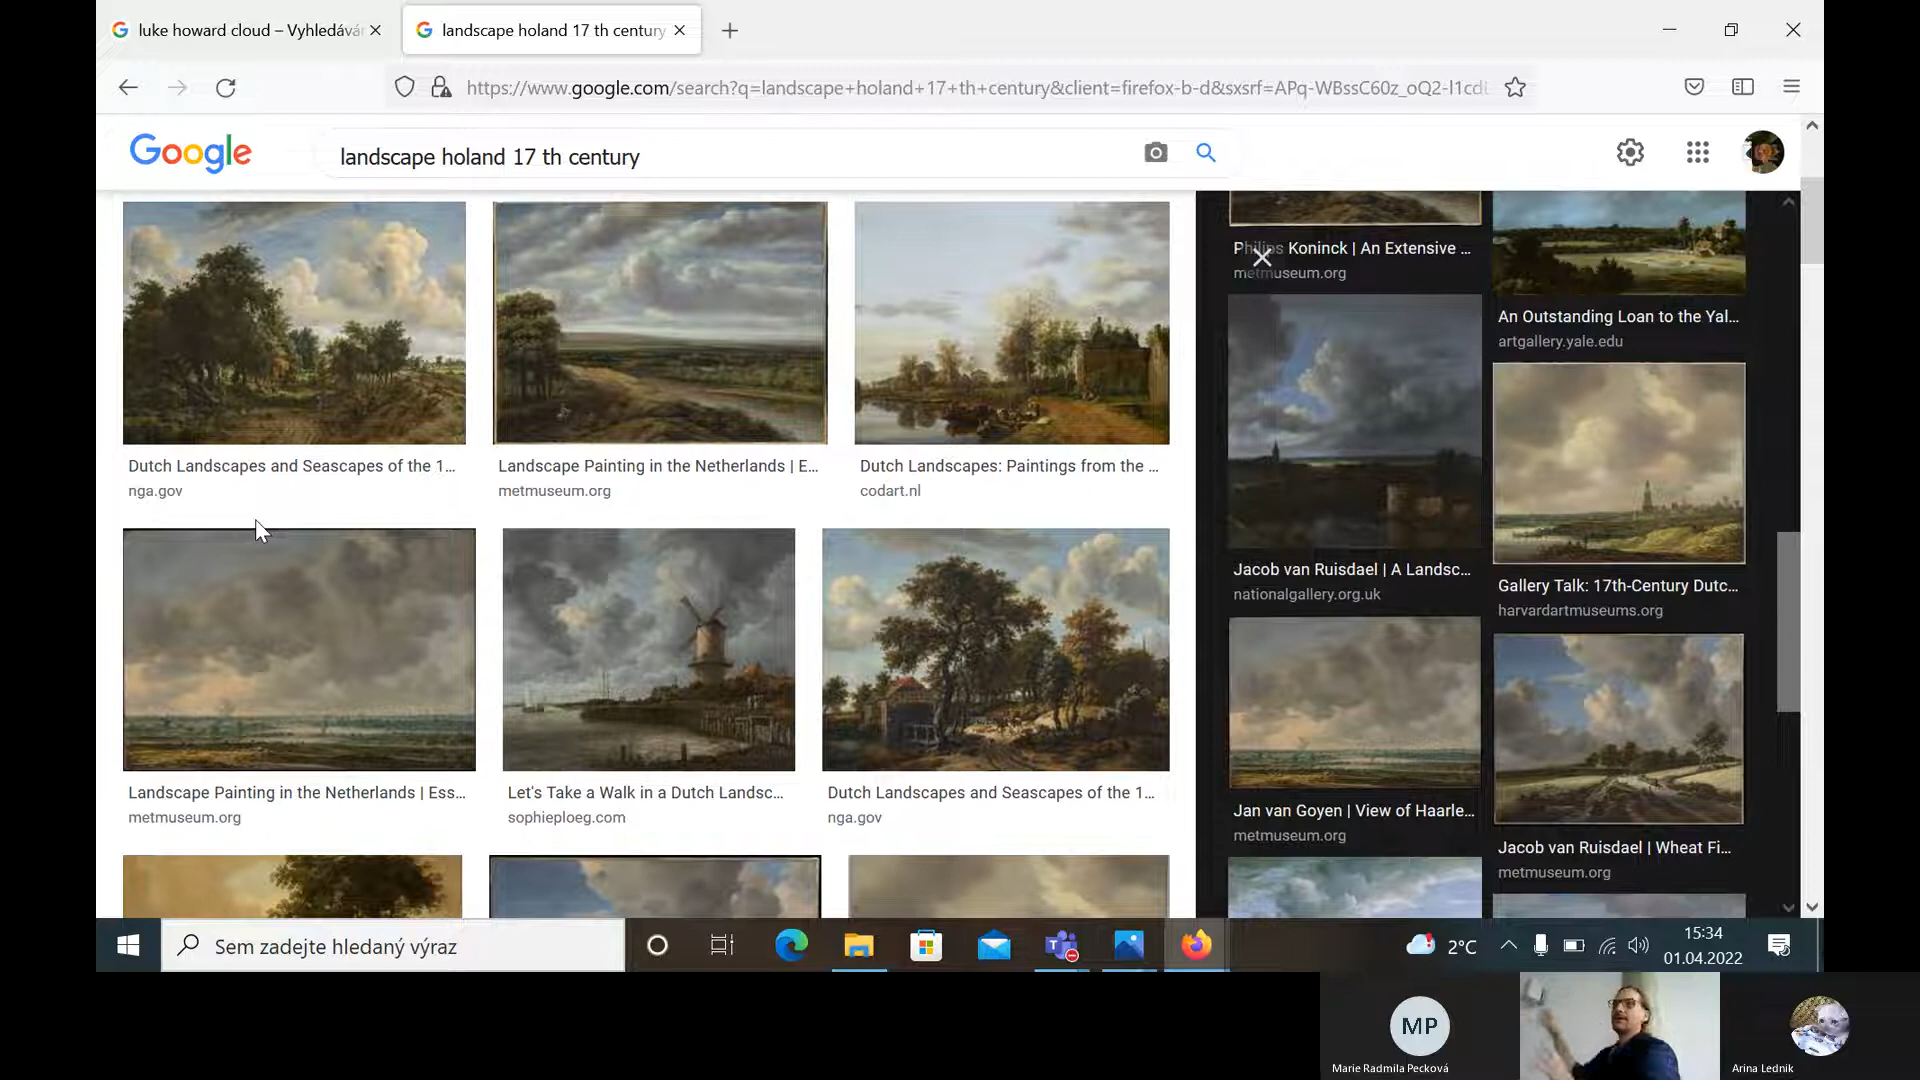 luke howard cloud – Vyhledává
landscape holand 17 th century
https://www.google.com/search?q=landscape+holand+17+th+century&client=firefox-b-d&sxsrf=APq-WBssC60z_oQ2-l1cd
Google
landscape holand 17 th century
Dutch Landscapes and Seascapes of the 1...
nga.gov
Landscape Painting in the Netherlands | E...
metmuseum.org
Dutch Landscapes: Paintings from the ...
codart.nl
Landscape Painting in the Netherlands | Ess...
metmuseum.org
Let's Take a Walk in a Dutch Landsc...
sophieploeg.com
Dutch Landscapes and Seascapes of the 1...
nga.gov
Philips Koninck | An Extensive ...
metmuseum.org
An Outstanding Loan to the Yal...
artgallery.yale.edu
Jacob van Ruisdael | A Landsc...
nationalgallery.org.uk
Gallery Talk: 17th-Century Dutc...
harvardartmuseums.org
Jan van Goyen | View of Haarle...
metmuseum.org
Jacob van Ruisdael | Wheat Fi...
metmuseum.org
Sem zadejte hledaný výraz
2°C
15:34
01.04.2022
MP
Marie Radmila Pecková
Arina Lednik